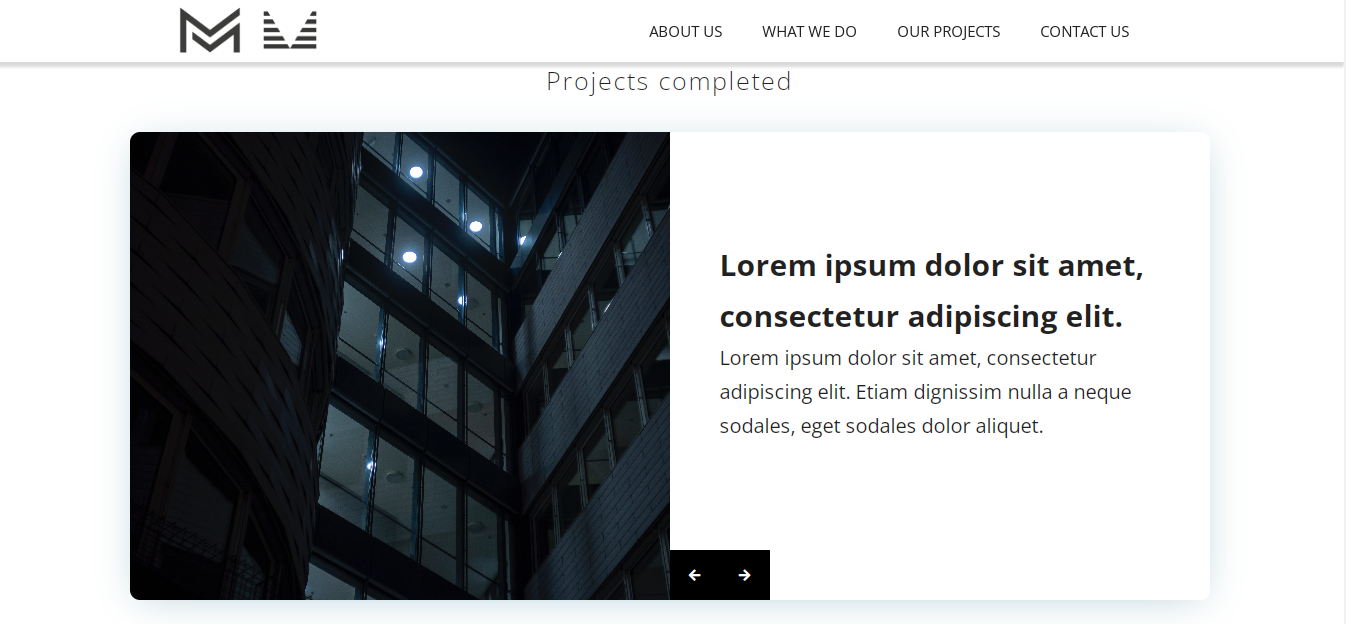 ABOUT US
WHAT WE DO
OUR PROJECTS
CONTACT US
Projects completed
Lorem ipsum dolor sit amet,
consectetur adipiscing elit.
Lorem ipsum dolor sit amet, consectetur
adipiscing elit. Etiam dignissim nulla a neque
sodales, eget sodales dolor aliquet.